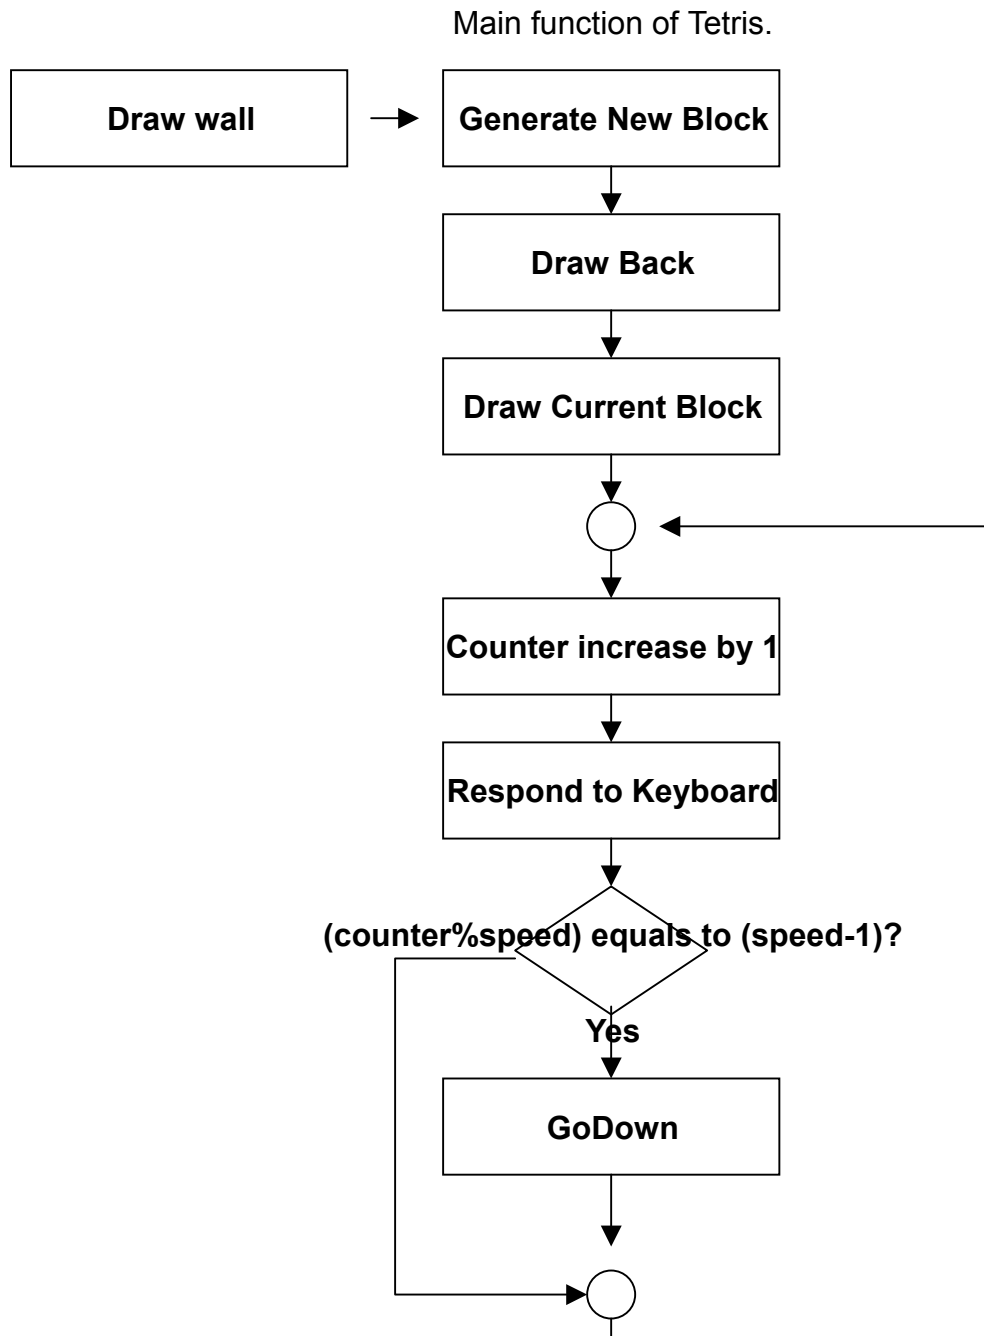 Main function of Tetris.
Draw wall
Generate New Block
Draw Back
Draw Current Block
Counter increase by 1
Respond to Keyboard
(counter%speed) equals to (speed-1)?
Yes
GoDown